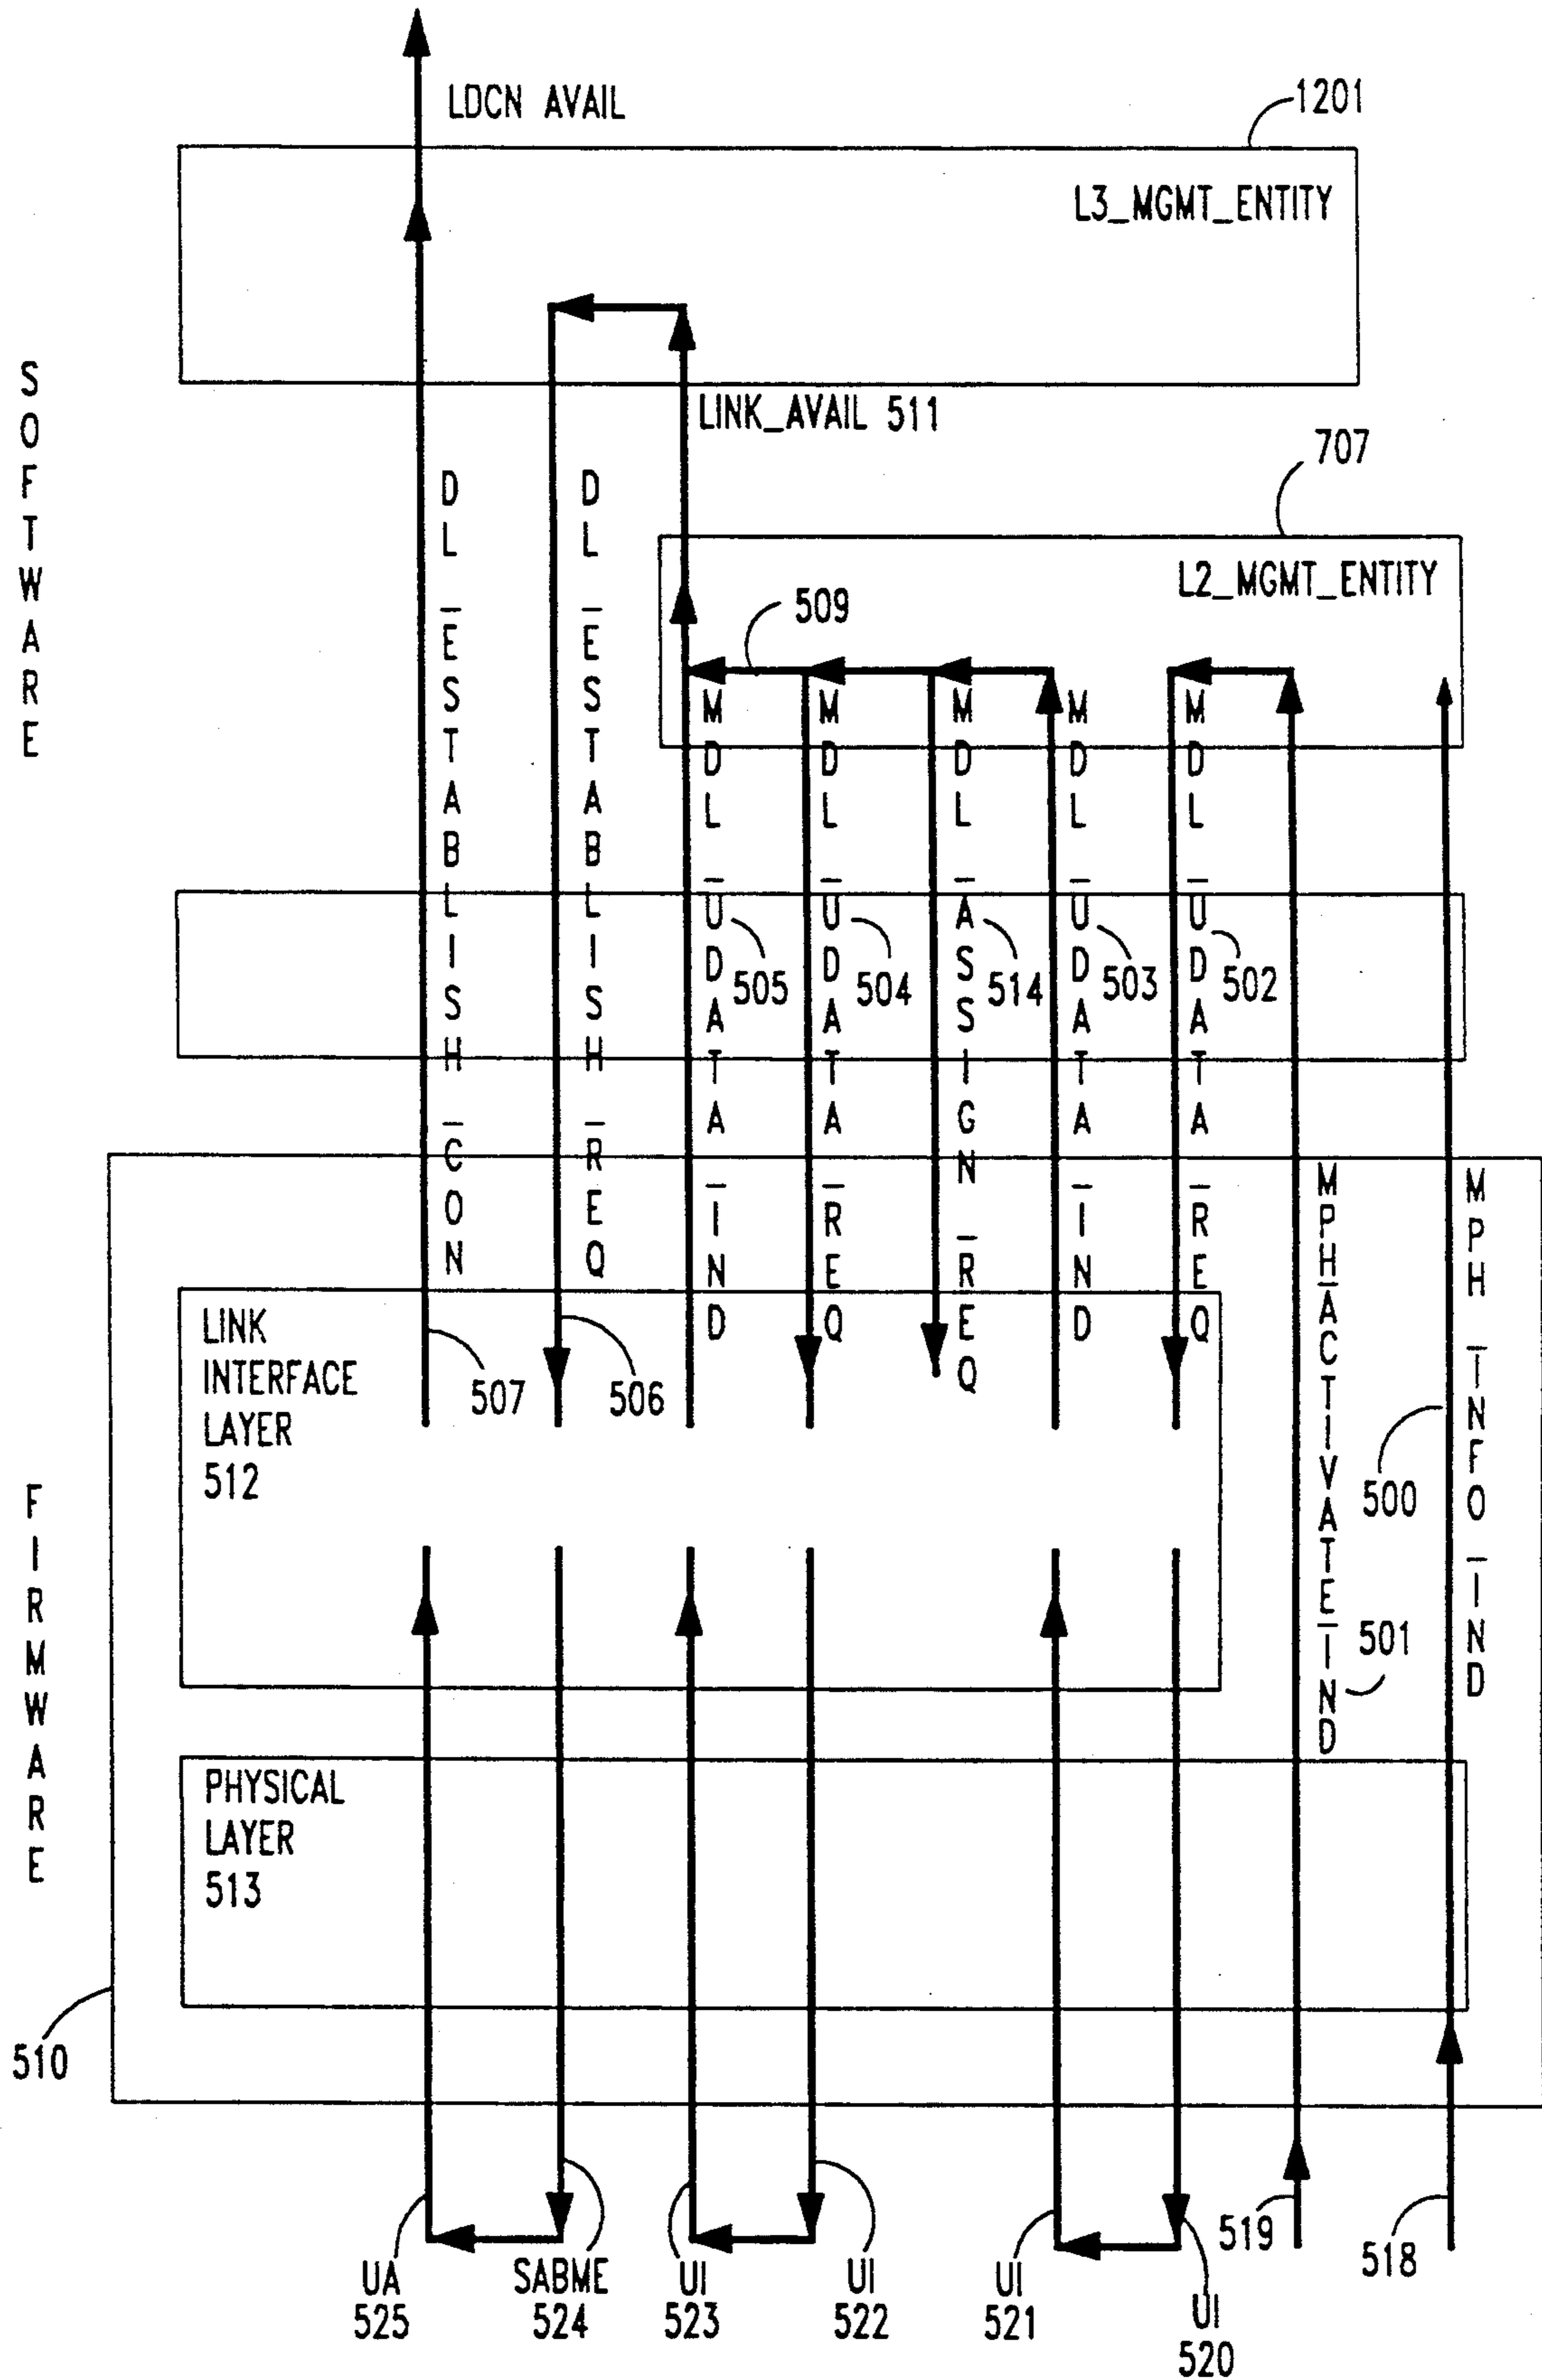 LDCN AVAIL
1201
L3_MGMT_ENTITY
SOFTWARE
LINK_AVAIL 511
707
L2_MGMT_ENTITY
509
DL_ESTABLISH_CON
DL_ESTABLISH_REQ
MDL_UDATA_IND
MDL_UDATA_REQ
MDL_ASSIGN_REQ
MDL_UDATA_IND
MDL_UDATA_REQ
505
504
514
503
502
MPH_ACTIVATE_IND
MPH_INFO_IND
LINK
INTERFACE
LAYER
512
507
506
500
501
FIRMWARE
PHYSICAL
LAYER
513
510
519
518
UA
525
SABME
524
UI
523
UI
522
UI
521
UI
520